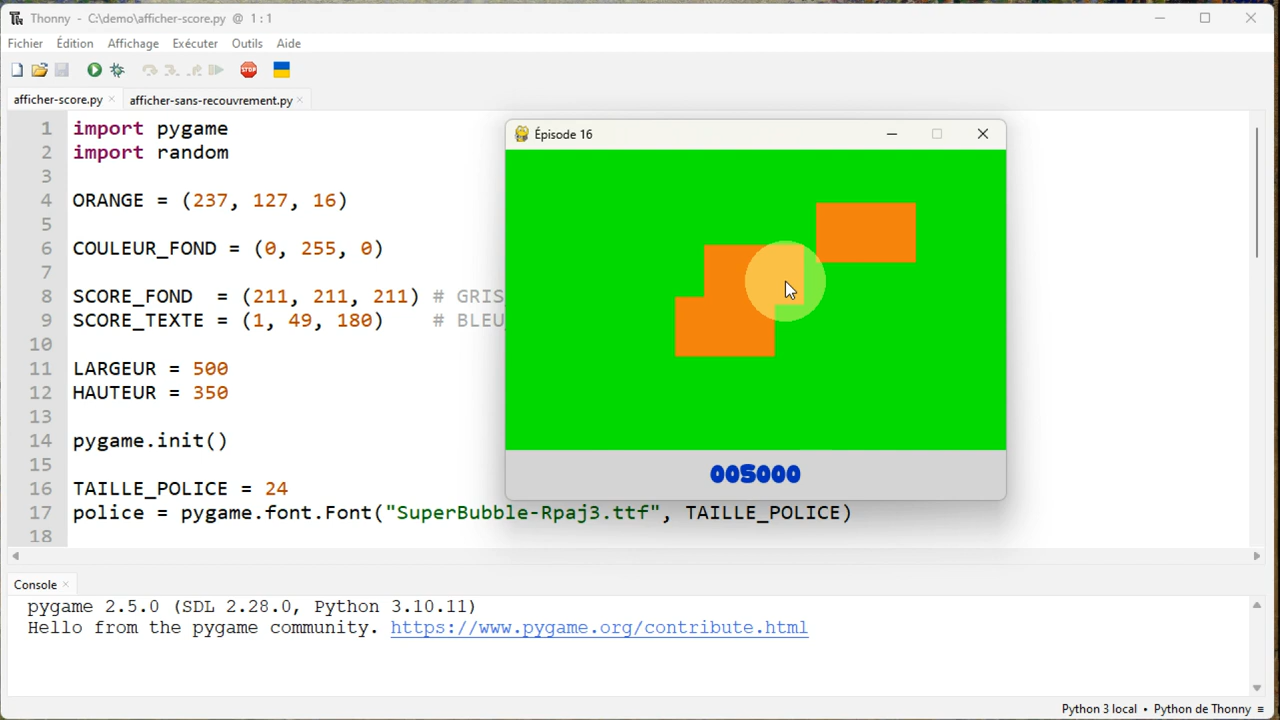 Thonny - C:\demo\afficher-score.py @ 1 : 1
Fichier Édition Affichage Exécuter Outils Aide
STOP
afficher-score.py × afficher-sans-recouvrement.py ×
1 import pygame
2 import random
3
4 ORANGE = (237, 127, 16)
5
6 COULEUR_FOND = (0, 255, 0)
7
8 SCORE_FOND = (211, 211, 211) # GRIS
9 SCORE_TEXTE = (1, 49, 180) # BLEU
10
11 LARGEUR = 500
12 HAUTEUR = 350
13
14 pygame.init()
15
16 TAILLE_POLICE = 24
17 police = pygame.font.Font("SuperBubble-Rpaj3.ttf", TAILLE_POLICE)
18
Épisode 16
005000
Console ×
pygame 2.5.0 (SDL 2.28.0, Python 3.10.11)
Hello from the pygame community. https://www.pygame.org/contribute.html
Python 3 local • Python de Thonny ≡